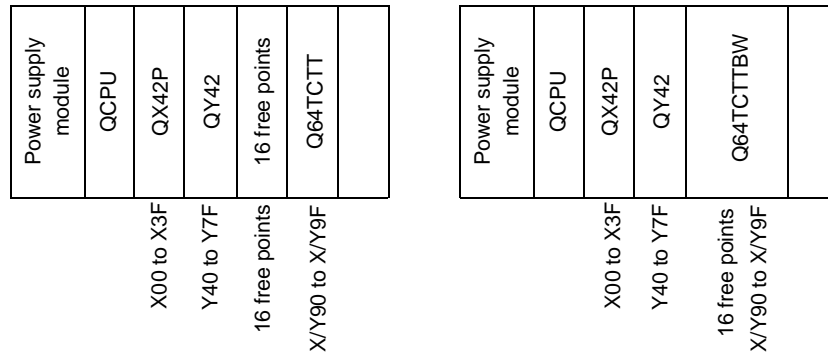 Power supply
module
QCPU
QX42P
QY42
16 free points
Q64TCTT
X00 to X3F
Y40 to Y7F
16 free points
X/Y90 to X/Y9F
Power supply
module
QCPU
QX42P
QY42
Q64TCTTBW
X00 to X3F
Y40 to Y7F
16 free points
X/Y90 to X/Y9F